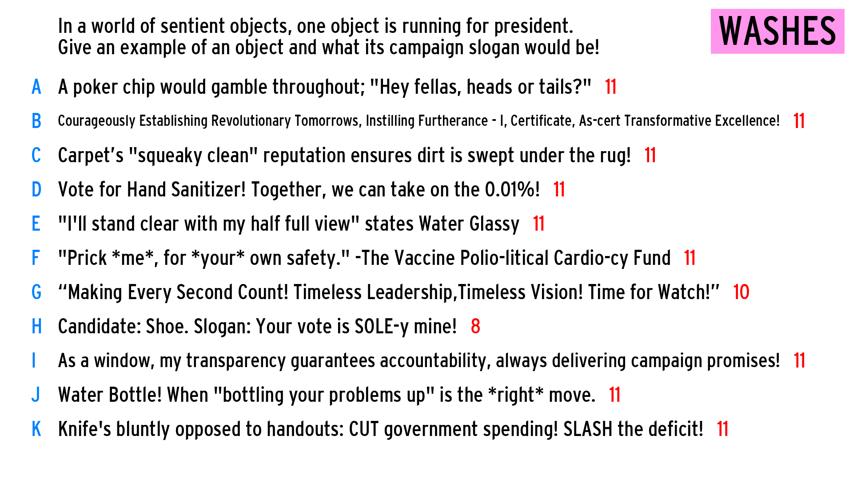 In a world of sentient objects, one object is running for president.
Give an example of an object and what its campaign slogan would be!
WASHES
A A poker chip would gamble throughout; "Hey fellas, heads or tails?" 11
B Courageously Establishing Revolutionary Tomorrows, Instilling Furtherance - I, Certificate, As-cert Transformative Excellence! 11
C Carpet’s "squeaky clean" reputation ensures dirt is swept under the rug! 11
D Vote for Hand Sanitizer! Together, we can take on the 0.01%! 11
E "I'll stand clear with my half full view" states Water Glassy 11
F "Prick *me*, for *your* own safety." -The Vaccine Polio-litical Cardio-cy Fund 11
G “Making Every Second Count! Timeless Leadership,Timeless Vision! Time for Watch!” 10
H Candidate: Shoe. Slogan: Your vote is SOLE-y mine! 8
I As a window, my transparency guarantees accountability, always delivering campaign promises! 11
J Water Bottle! When "bottling your problems up" is the *right* move. 11
K Knife's bluntly opposed to handouts: CUT government spending! SLASH the deficit! 11